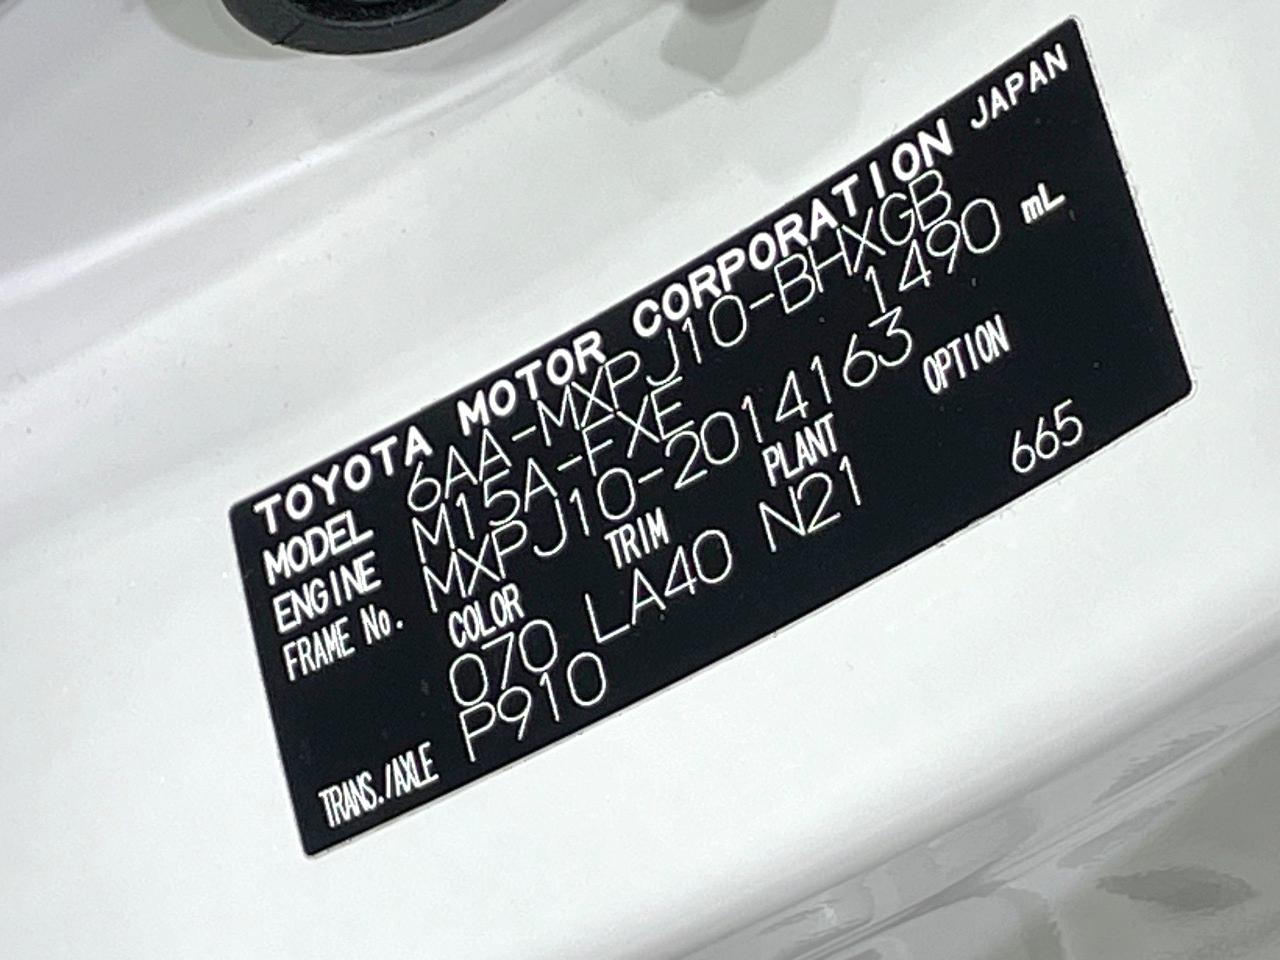 TOYOTA MOTOR CORPORATION JAPAN
MODEL 6AA-MXPJ10-BHXGB
ENGINE M15A-FXE 1490 mL
FRAME No. MXPJ10-2014163
COLOR TRIM PLANT OPTION
070 LA40 N21 665
TRANS./AXLE P910